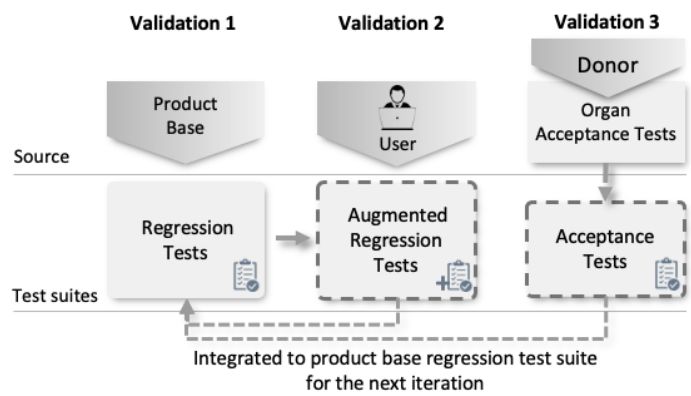 Validation 1
Validation 2
Validation 3
Product
Base
User
Donor
Organ
Acceptance Tests
Source
Regression
Tests
Augmented
Regression
Tests
Acceptance
Tests
Test suites
Integrated to product base regression test suite
for the next iteration